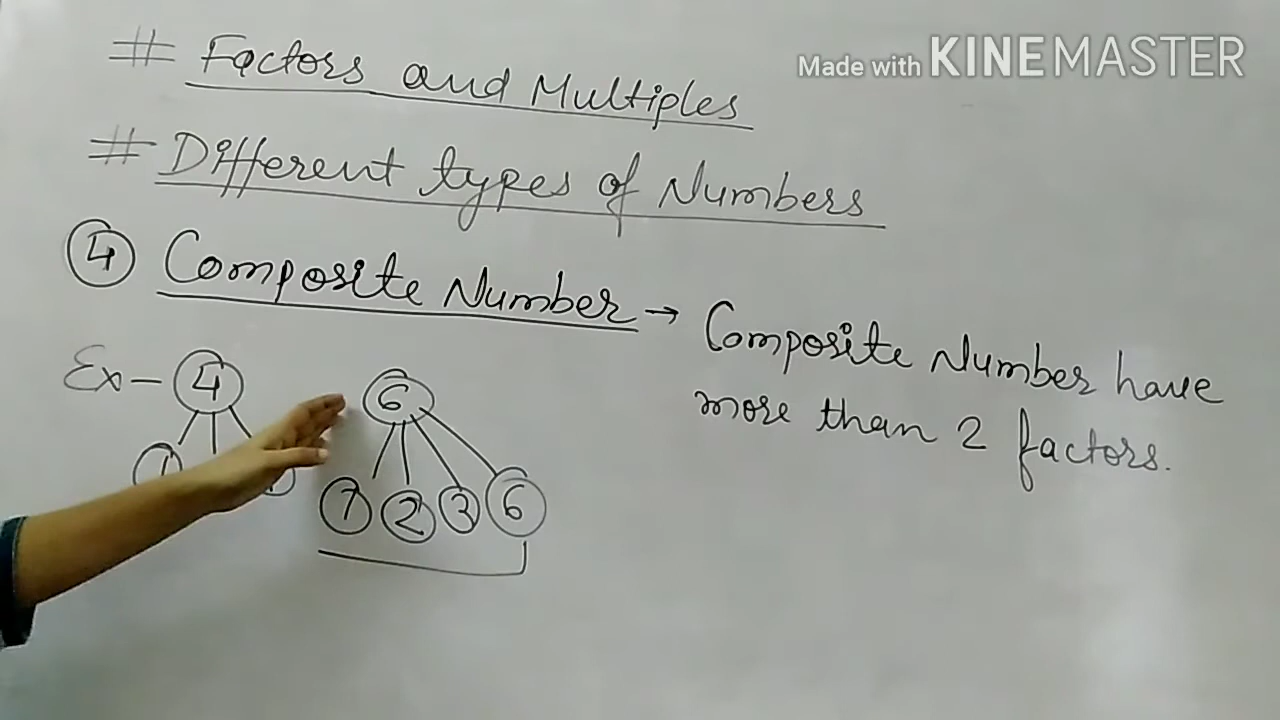 Made with KINEMASTER
# Factors and Multiples
# Different types of Numbers
④ Composite Number → Composite Number have
more than 2 factors.
Ex- 4 6
1
1 2 3 6